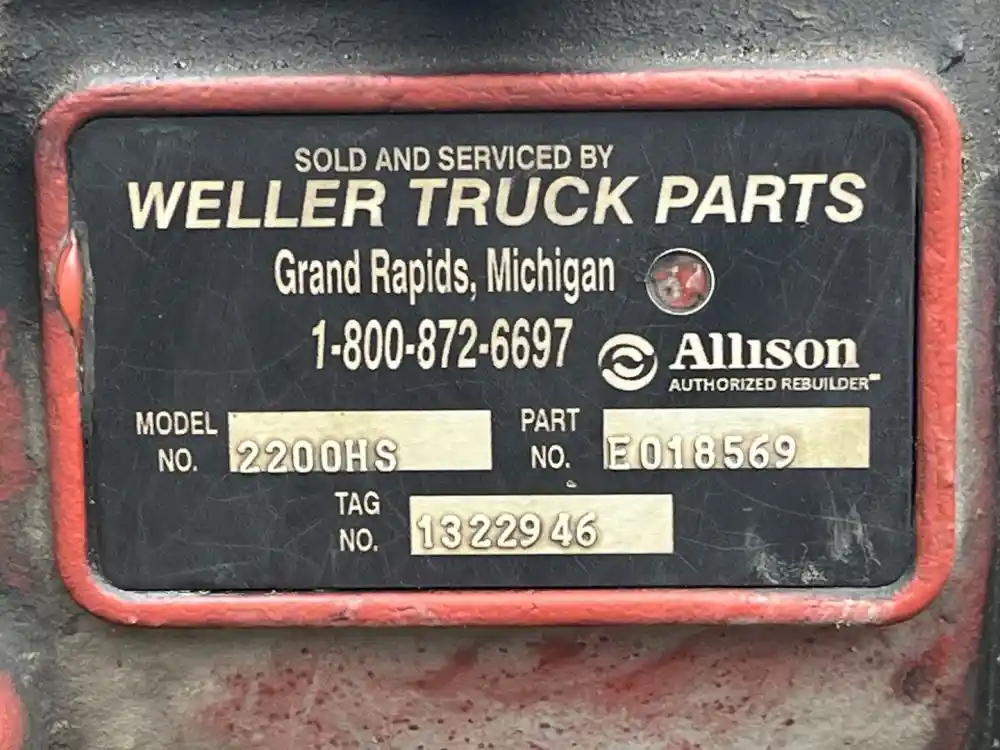 SOLD AND SERVICED BY
WELLER TRUCK PARTS
Grand Rapids, Michigan
1-800-872-6697
Allison
AUTHORIZED REBUILDER
MODEL NO. 2200HS
PART NO. E018569
TAG NO. 1322946